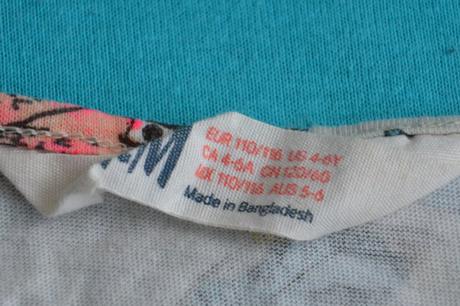 &M
EUR 110/116 US 4-6Y
CA 4-6A CN 120/60
MX 110/116 AUS 5-6
Made in Bangladesh